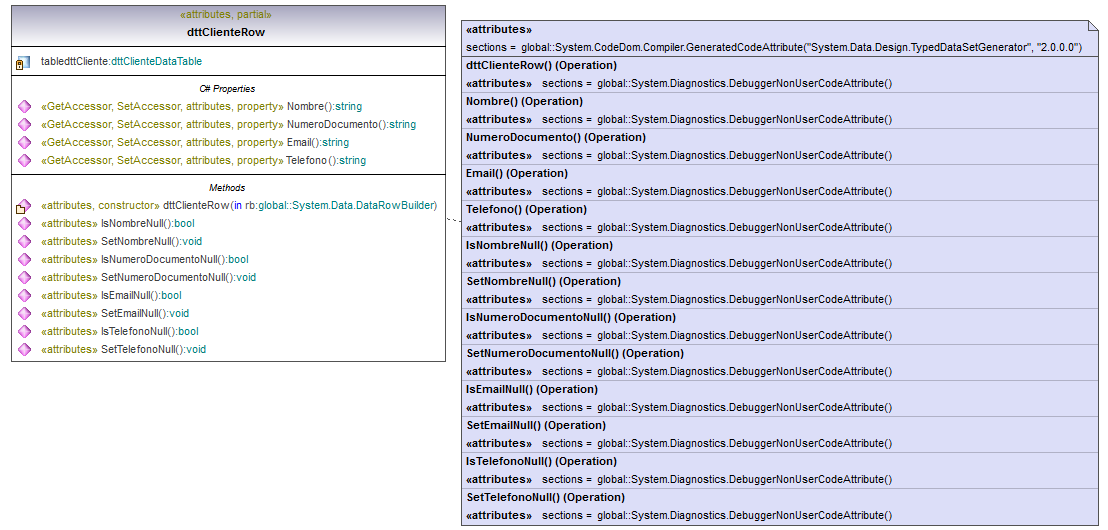 «attributes, partial»
dttClienteRow
tabledttCliente:dttClienteDataTable
C# Properties
«GetAccessor, SetAccessor, attributes, property» Nombre():string
«GetAccessor, SetAccessor, attributes, property» NumeroDocumento():string
«GetAccessor, SetAccessor, attributes, property» Email():string
«GetAccessor, SetAccessor, attributes, property» Telefono():string
Methods
«attributes, constructor» dttClienteRow(in rb:global::System.Data.DataRowBuilder)
«attributes» IsNombreNull():bool
«attributes» SetNombreNull():void
«attributes» IsNumeroDocumentoNull():bool
«attributes» SetNumeroDocumentoNull():void
«attributes» IsEmailNull():bool
«attributes» SetEmailNull():void
«attributes» IsTelefonoNull():bool
«attributes» SetTelefonoNull():void
«attributes»
sections = global::System.CodeDom.Compiler.GeneratedCodeAttribute("System.Data.Design.TypedDataSetGenerator", "2.0.0.0")
dttClienteRow() (Operation)
«attributes» sections = global::System.Diagnostics.DebuggerNonUserCodeAttribute()
Nombre() (Operation)
«attributes» sections = global::System.Diagnostics.DebuggerNonUserCodeAttribute()
NumeroDocumento() (Operation)
«attributes» sections = global::System.Diagnostics.DebuggerNonUserCodeAttribute()
Email() (Operation)
«attributes» sections = global::System.Diagnostics.DebuggerNonUserCodeAttribute()
Telefono() (Operation)
«attributes» sections = global::System.Diagnostics.DebuggerNonUserCodeAttribute()
IsNombreNull() (Operation)
«attributes» sections = global::System.Diagnostics.DebuggerNonUserCodeAttribute()
SetNombreNull() (Operation)
«attributes» sections = global::System.Diagnostics.DebuggerNonUserCodeAttribute()
IsNumeroDocumentoNull() (Operation)
«attributes» sections = global::System.Diagnostics.DebuggerNonUserCodeAttribute()
SetNumeroDocumentoNull() (Operation)
«attributes» sections = global::System.Diagnostics.DebuggerNonUserCodeAttribute()
IsEmailNull() (Operation)
«attributes» sections = global::System.Diagnostics.DebuggerNonUserCodeAttribute()
SetEmailNull() (Operation)
«attributes» sections = global::System.Diagnostics.DebuggerNonUserCodeAttribute()
IsTelefonoNull() (Operation)
«attributes» sections = global::System.Diagnostics.DebuggerNonUserCodeAttribute()
SetTelefonoNull() (Operation)
«attributes» sections = global::System.Diagnostics.DebuggerNonUserCodeAttribute()